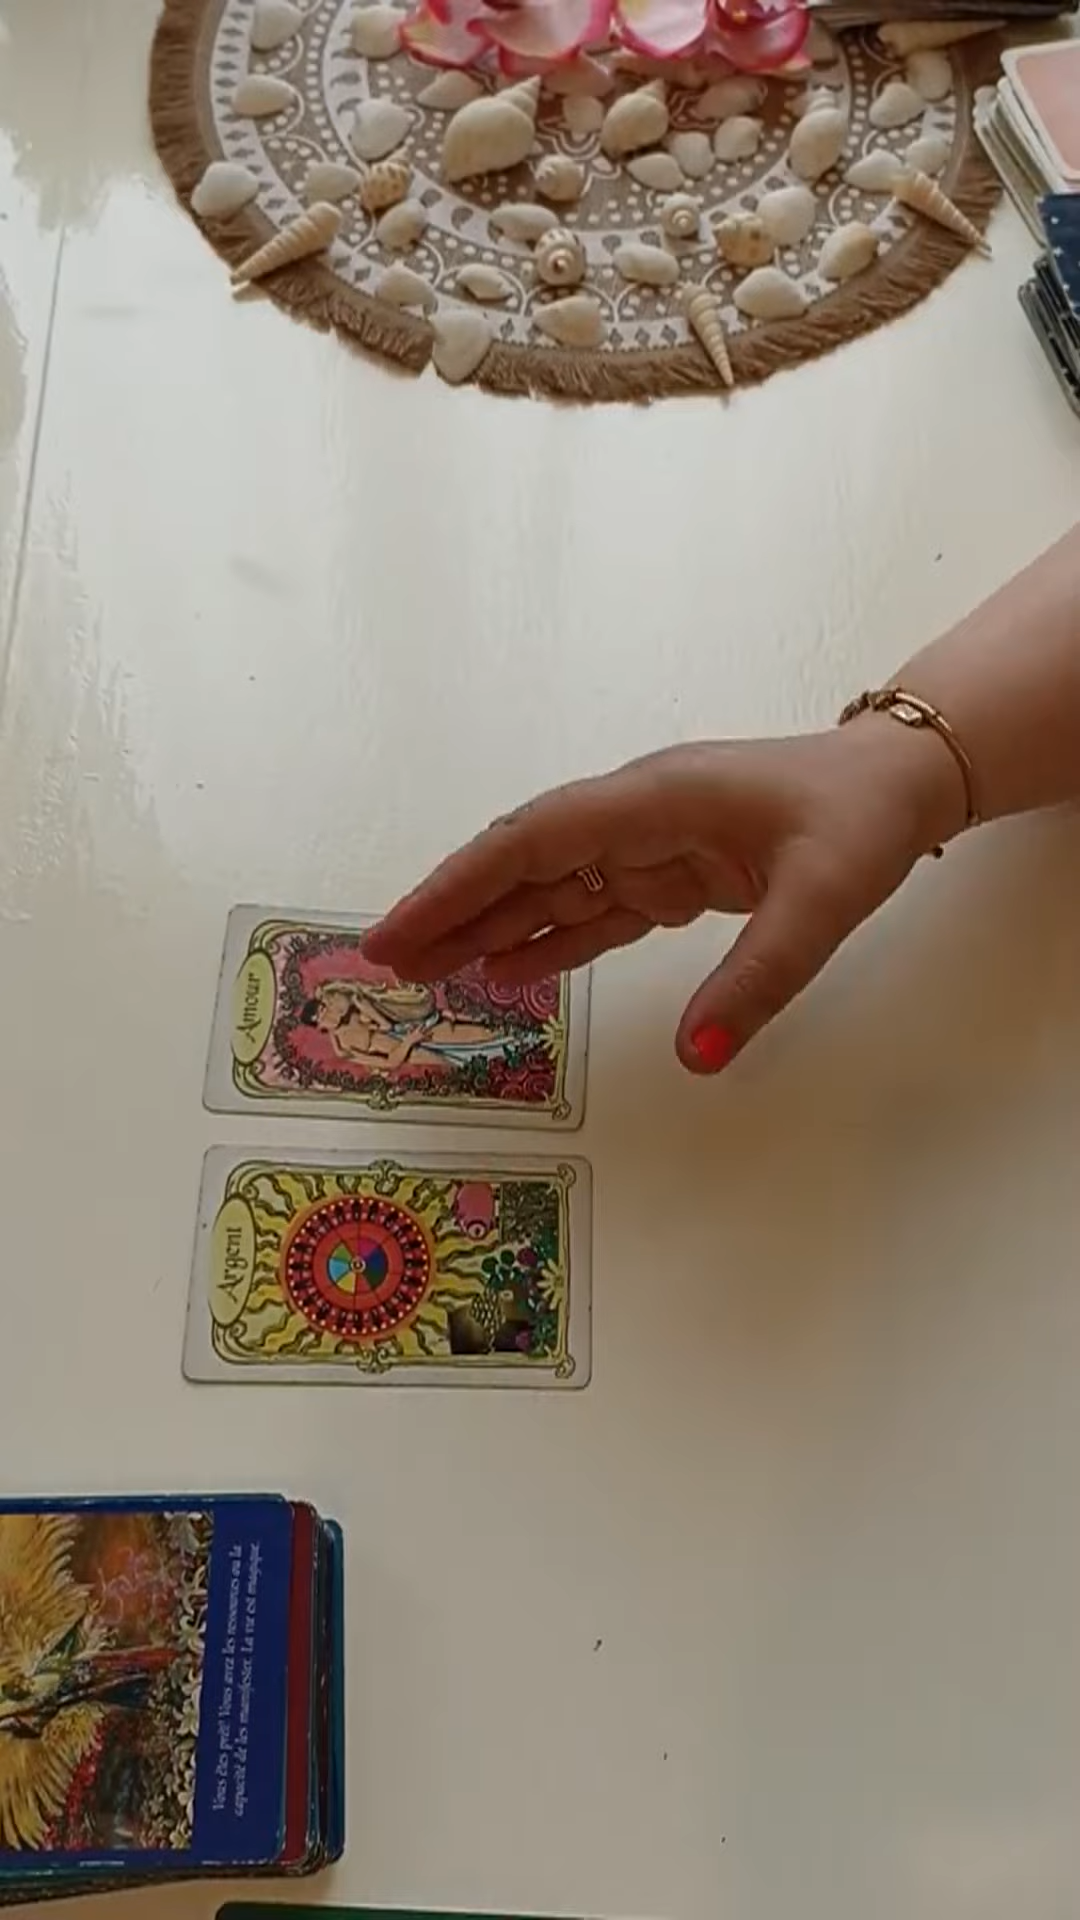 Amour
Argent
Vous êtes prêt! Vous avez les ressources ou la
capacité de les manifester. La vie est magique.